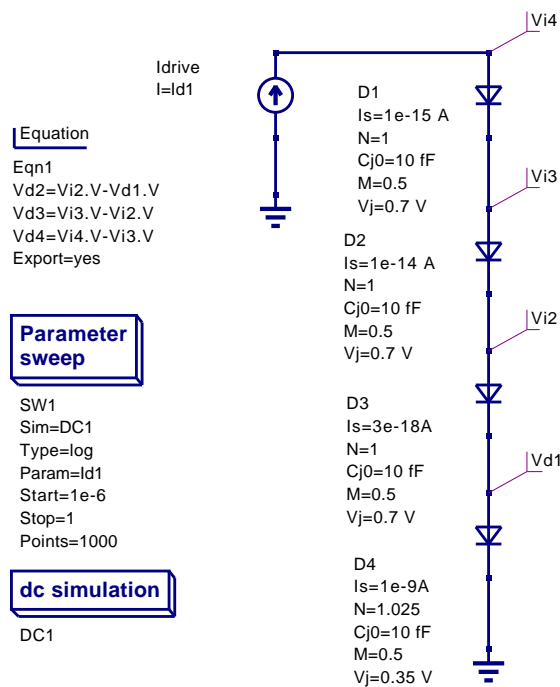 Vi4
Idrive
I=Id1
D1
Is=1e-15 A
N=1
Cj0=10 fF
M=0.5
Vj=0.7 V
Equation
Eqn1
Vd2=Vi2.V-Vd1.V
Vd3=Vi3.V-Vi2.V
Vd4=Vi4.V-Vi3.V
Export=yes
Vi3
D2
Is=1e-14 A
N=1
Cj0=10 fF
M=0.5
Vj=0.7 V
Vi2
Parameter
sweep
SW1
Sim=DC1
Type=log
Param=Id1
Start=1e-6
Stop=1
Points=1000
D3
Is=3e-18A
N=1
Cj0=10 fF
M=0.5
Vj=0.7 V
Vd1
dc simulation
DC1
D4
Is=1e-9A
N=1.025
Cj0=10 fF
M=0.5
Vj=0.35 V